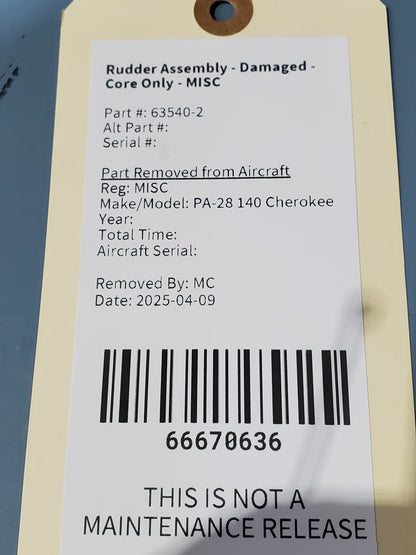 Rudder Assembly - Damaged -
Core Only - MISC
Part #: 63540-2
Alt Part #:
Serial #:
Part Removed from Aircraft
Reg: MISC
Make/Model: PA-28 140 Cherokee
Year:
Total Time:
Aircraft Serial:
Removed By: MC
Date: 2025-04-09
66670636
THIS IS NOT A
MAINTENANCE RELEASE